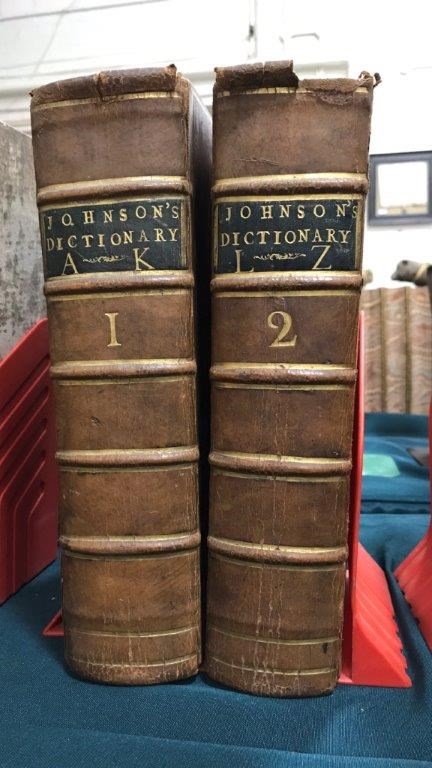 JOHNSON'S
DICTIONARY
A K
1
JOHNSON'S
DICTIONARY
L Z
2